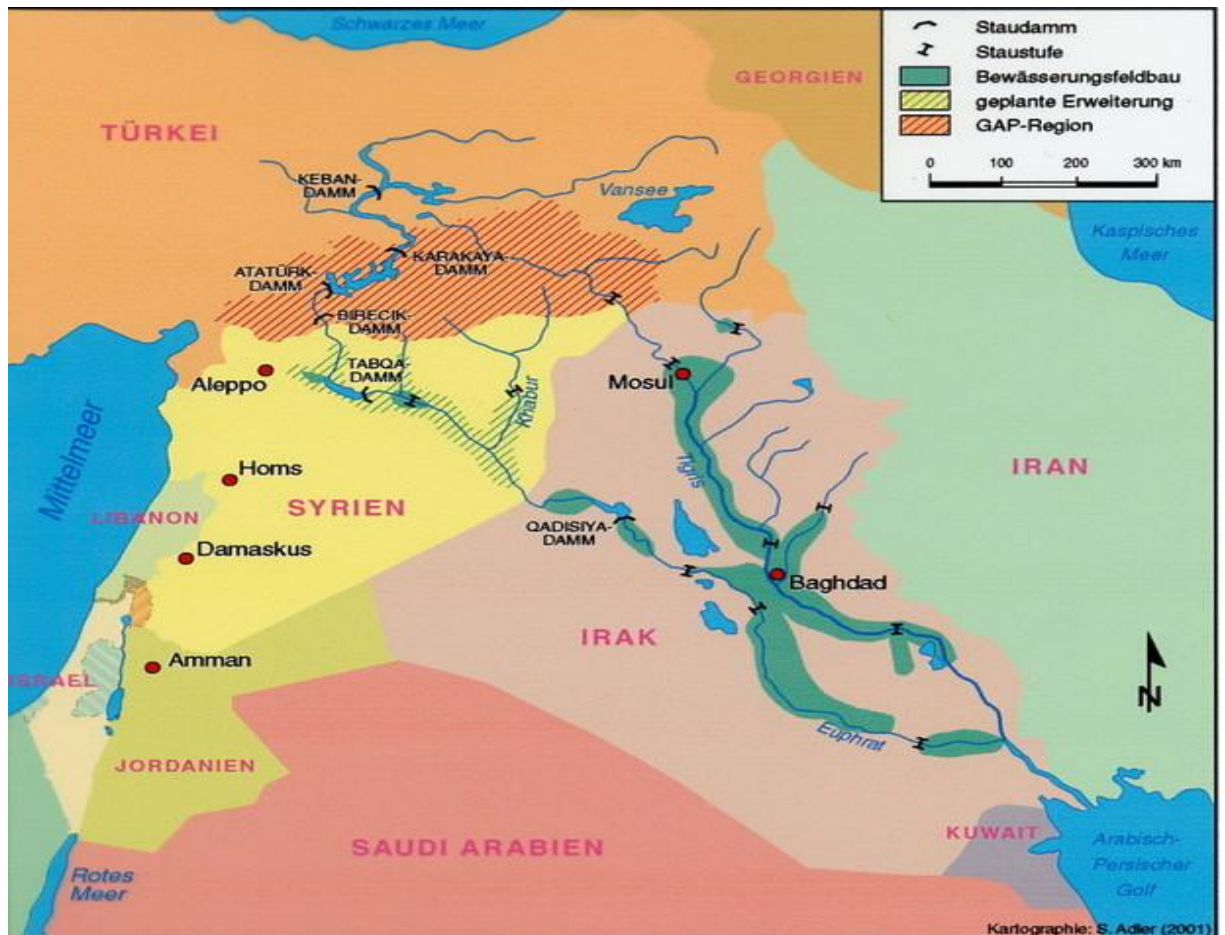 Schwarzes Meer
Staudamm
Staustufe
Bewässerungsfeldbau
geplante Erweiterung
GAP-Region
0 100 200 300 km
GEORGIEN
TÜRKEI
KEBAN-
DAMM
Vansee
Kaspisches
Meer
KARAKAYA-
DAMM
ATATÜRK-
DAMM
BIRECIK-
DAMM
TABQA-
DAMM
Aleppo
Khabur
Mosul
Mittelmeer
Homs
Tigris
IRAN
SYRIEN
LIBANON
QADISIYA-
DAMM
Damaskus
Baghdad
IRAK
Amman
ISRAEL
N
Euphrat
JORDANIEN
KUWAIT
SAUDI ARABIEN
Arabisch-
Persischer
Golf
Rotes
Meer
Kartographie: S. Adler (2001)